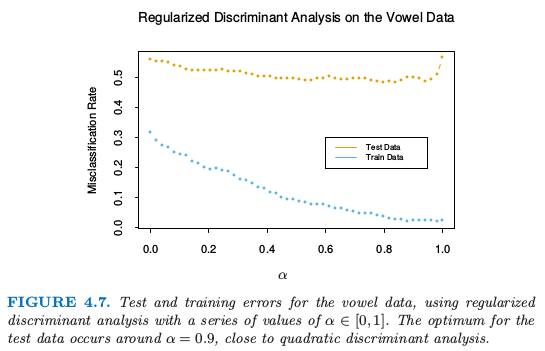 Regularized Discriminant Analysis on the Vowel Data
Misclassification Rate
0.5
0.4
0.3
0.2
0.1
0.0
Test Data
Train Data
0.0 0.2 0.4 0.6 0.8 1.0
α
FIGURE 4.7. Test and training errors for the vowel data, using regularized
discriminant analysis with a series of values of α ∈ [0, 1]. The optimum for the
test data occurs around α = 0.9, close to quadratic discriminant analysis.